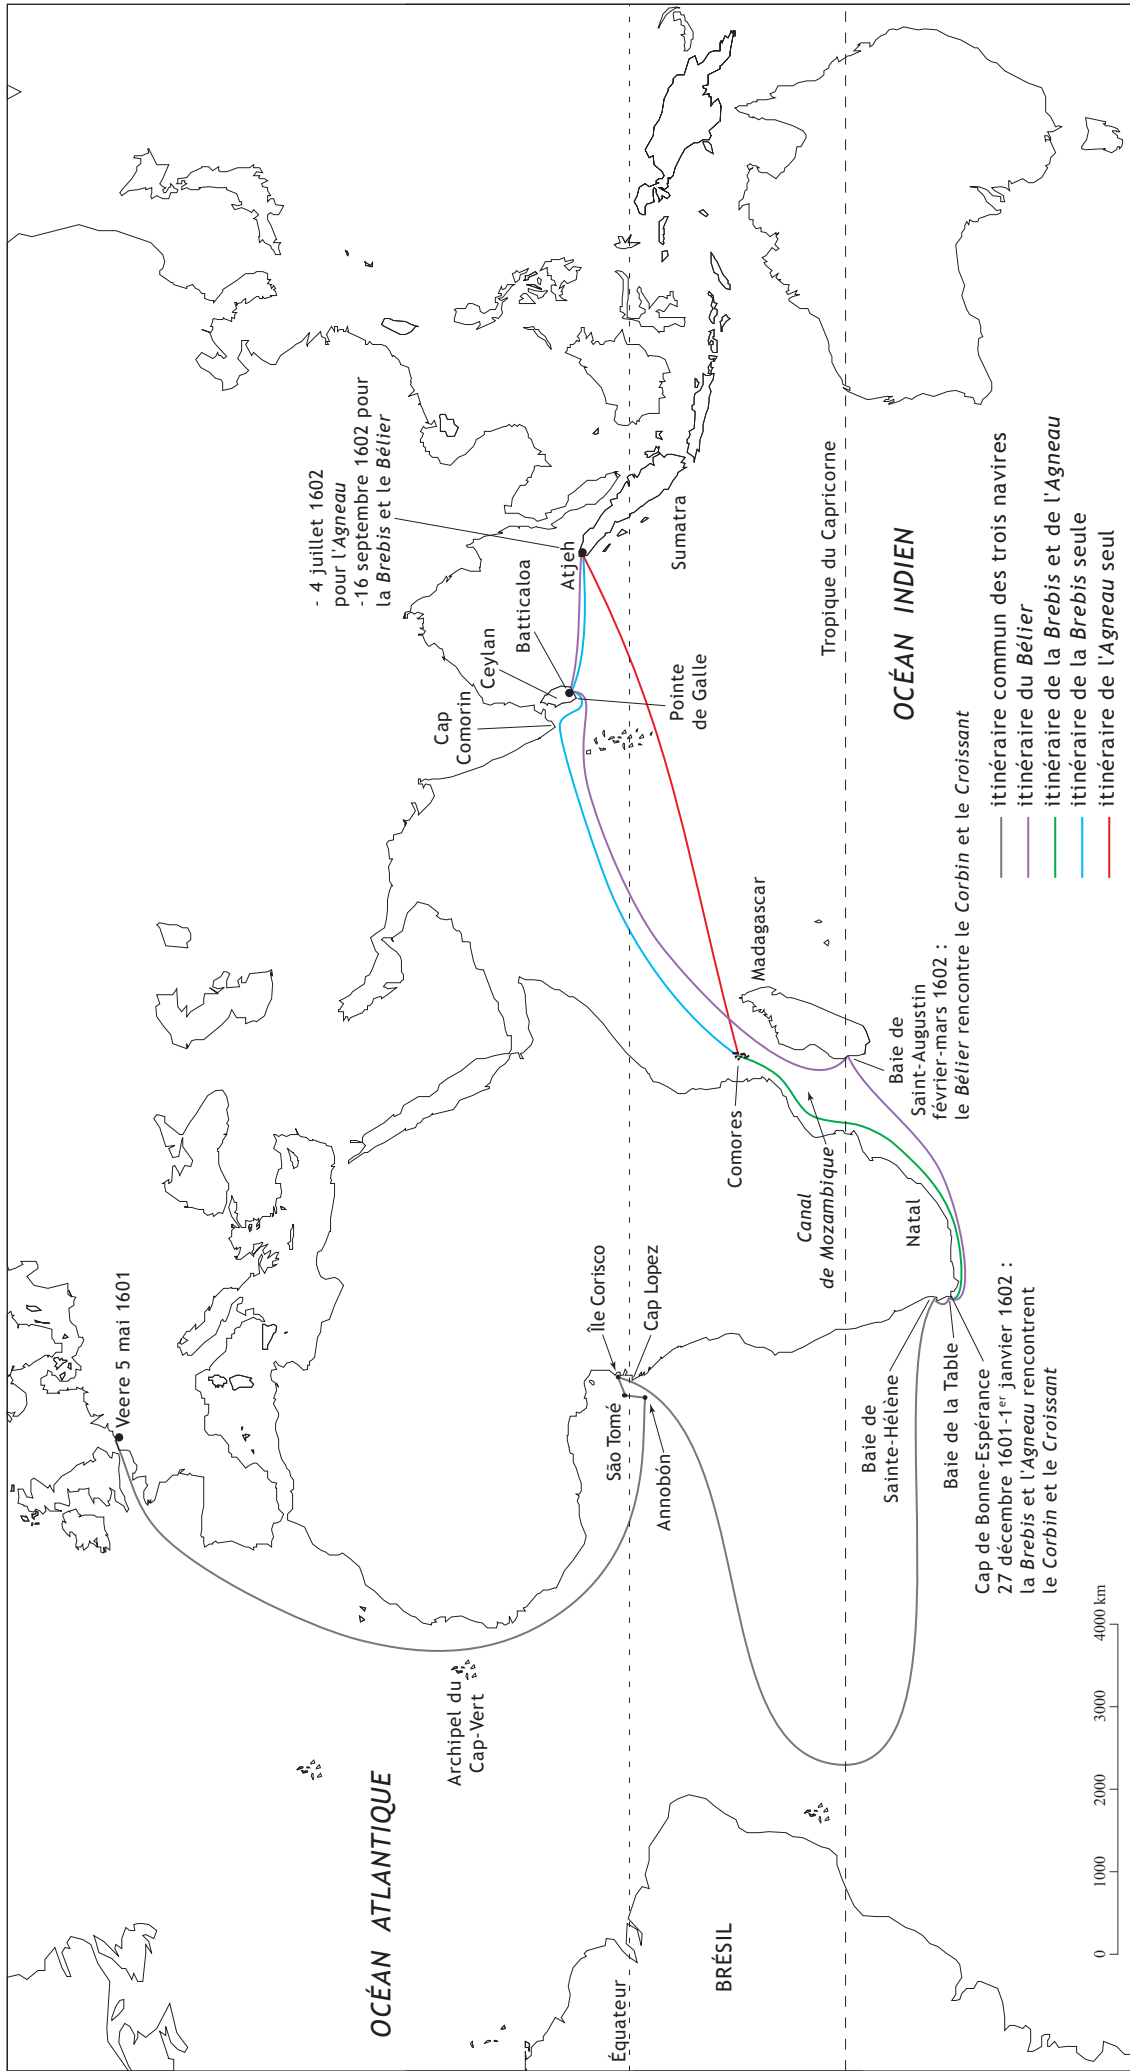 OCÉAN ATLANTIQUE
Veere 5 mai 1601
Archipel du
Cap-Vert
Équateur
BRÉSIL
São Tomé
Annobón
Île Corisco
Cap Lopez
Baie de
Sainte-Hélène
Baie de la Table
Cap de Bonne-Espérance
27 décembre 1601-1er janvier 1602 :
la Brebis et l'Agneau rencontrent
le Corbin et le Croissant
Natal
Canal
de Mozambique
Comores
Madagascar
Baie de
Saint-Augustin
février-mars 1602 :
le Bélier rencontre le Corbin et le Croissant
Cap
Comorin
Ceylan
Batticaloa
Pointe
de Galle
Atjeh
- 4 juillet 1602
pour l'Agneau
-16 septembre 1602 pour
la Brebis et le Bélier
Sumatra
Tropique du Capricorne
OCÉAN INDIEN
itinéraire commun des trois navires
itinéraire du Bélier
itinéraire de la Brebis et de l'Agneau
itinéraire de la Brebis seule
itinéraire de l'Agneau seul
0 1000 2000 3000 4000 km